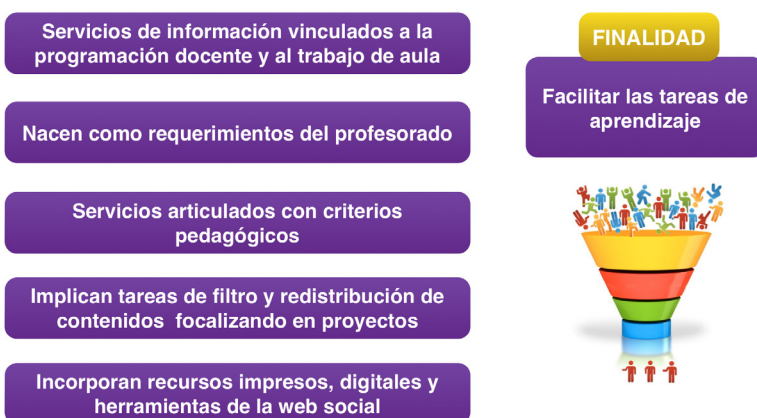 Servicios de información vinculados a la
programación docente y al trabajo de aula
Nacen como requerimientos del profesorado
Servicios articulados con criterios
pedagógicos
Implican tareas de filtro y redistribución de
contenidos focalizando en proyectos
Incorporan recursos impresos, digitales y
herramientas de la web social
FINALIDAD
Facilitar las tareas de
aprendizaje